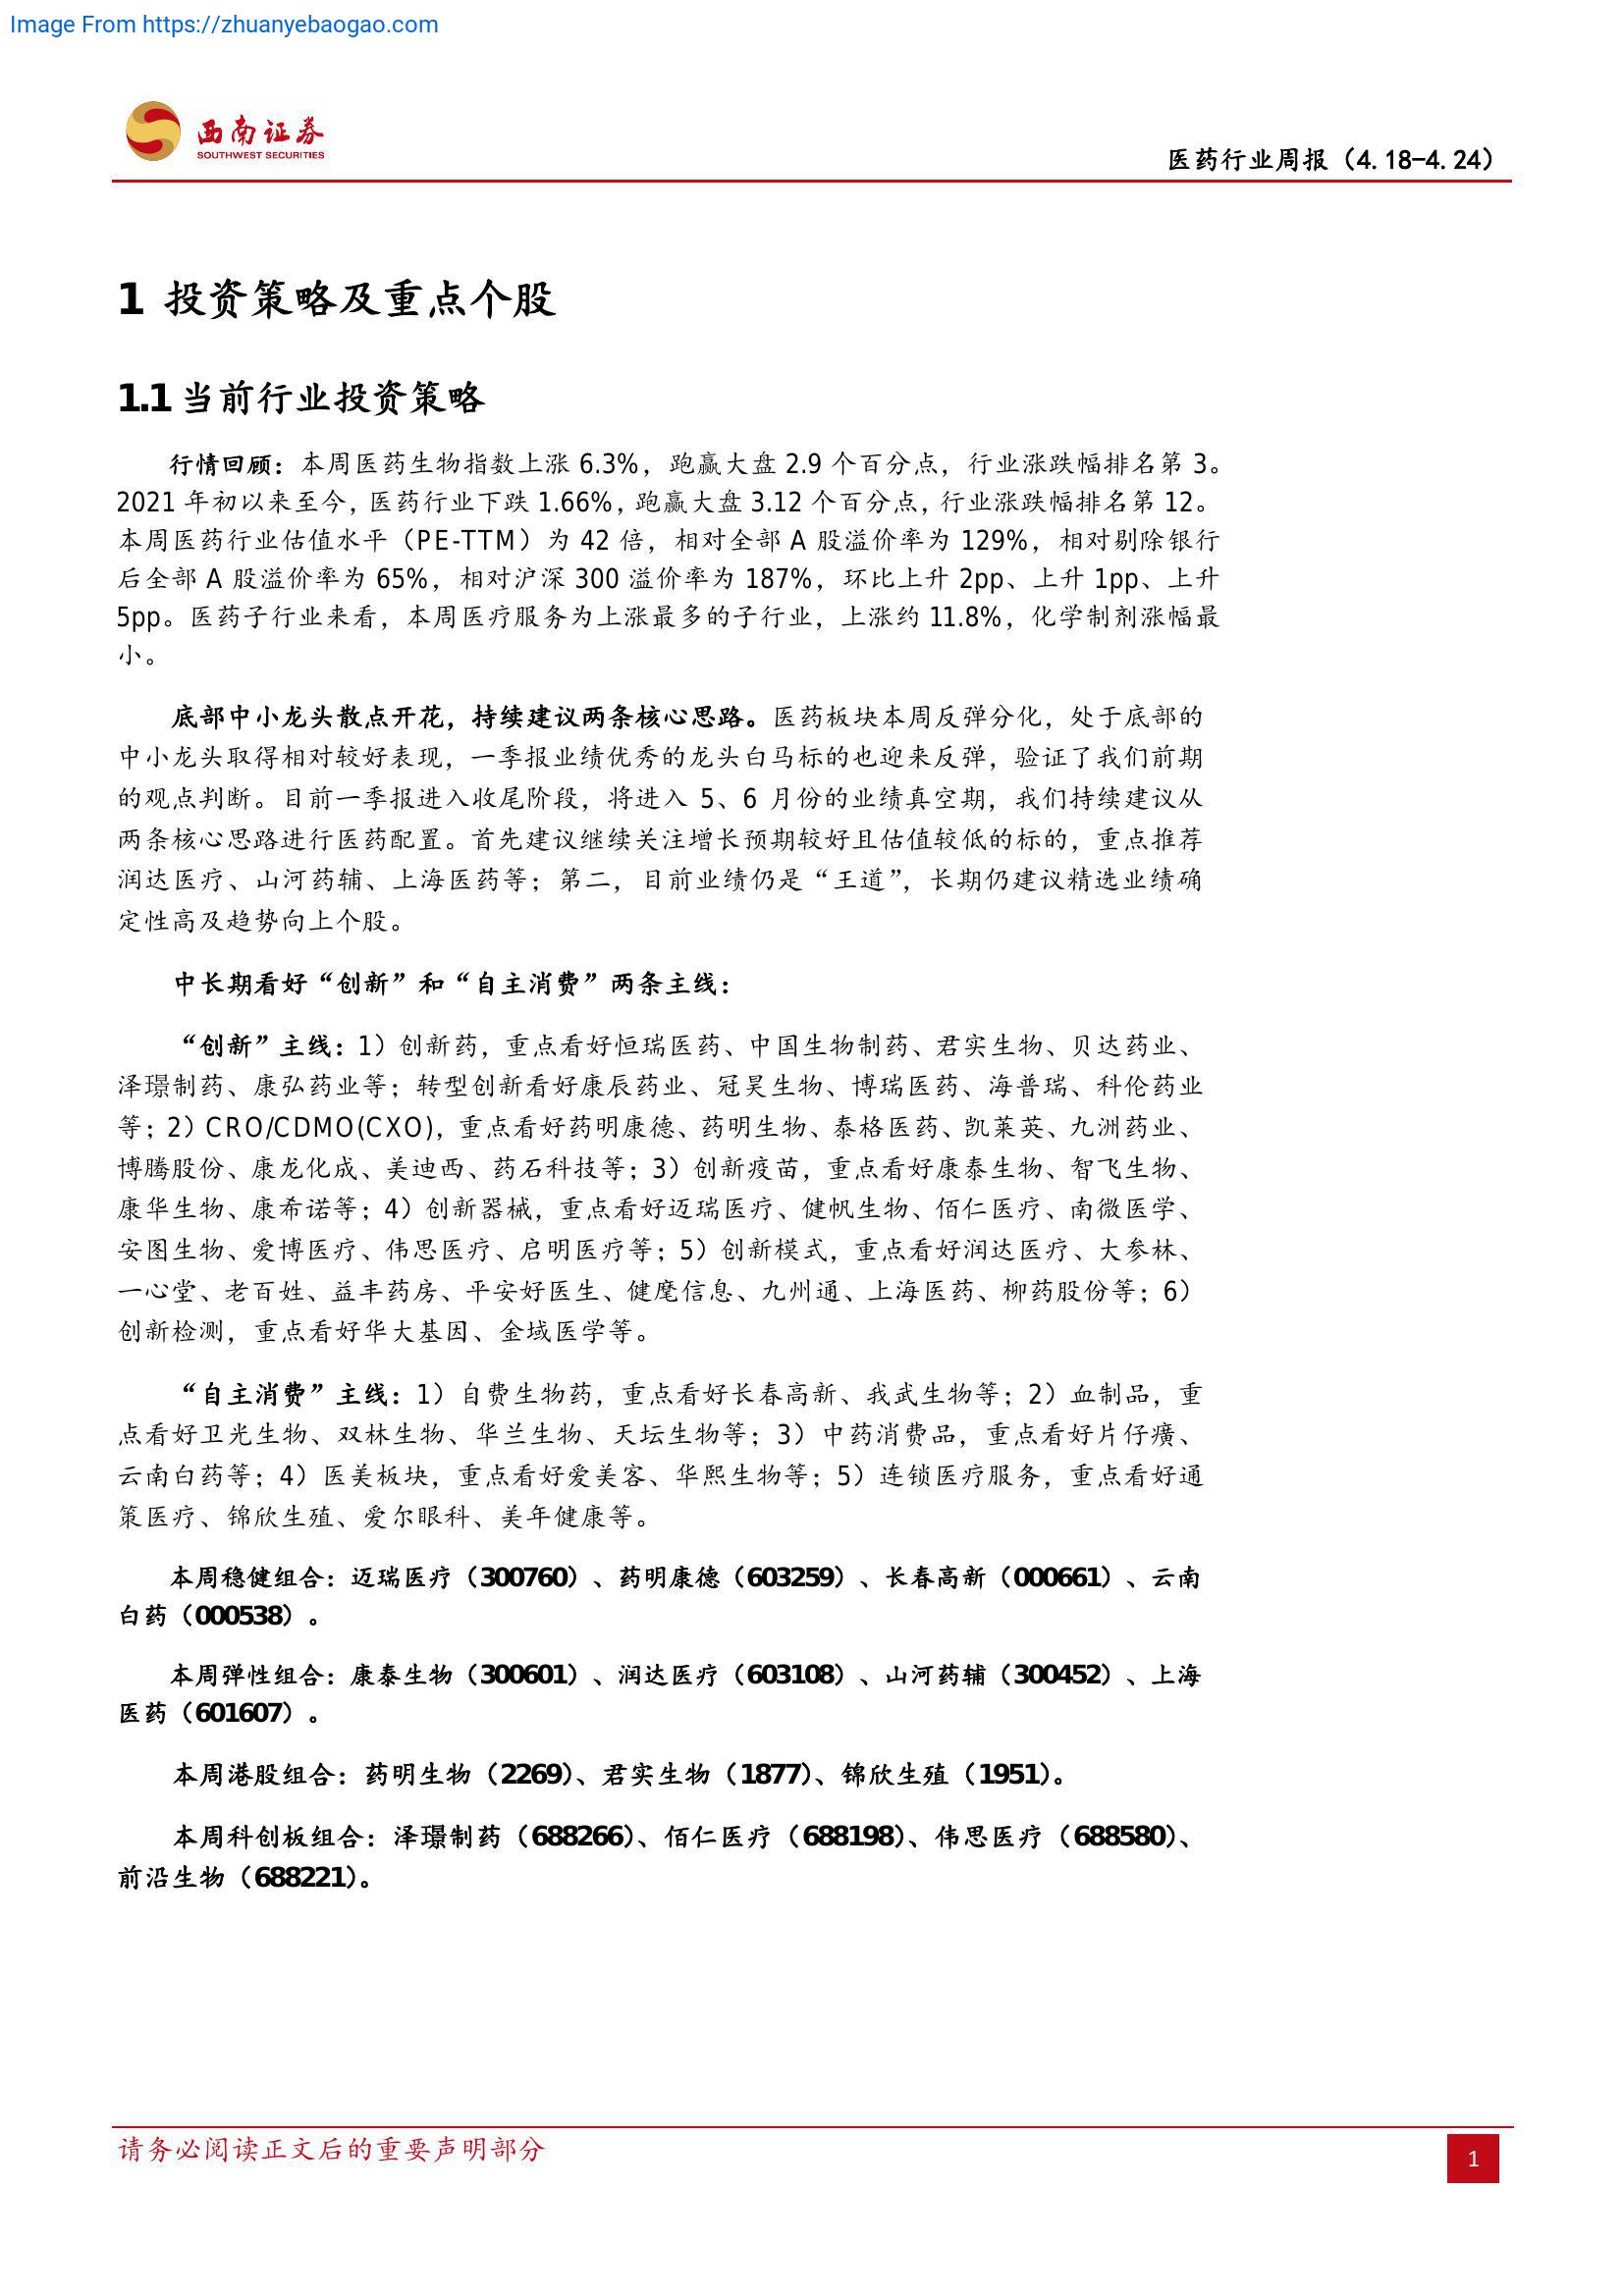 Image From https://zhuanyebaogao.com
西南证券
SOUTHWEST SECURITIES
医药行业周报（4.18-4.24）
1 投资策略及重点个股
1.1 当前行业投资策略
行情回顾：本周医药生物指数上涨 6.3%，跑赢大盘 2.9 个百分点，行业涨跌幅排名第 3。
2021 年初以来至今，医药行业下跌 1.66%，跑赢大盘 3.12 个百分点，行业涨跌幅排名第 12。
本周医药行业估值水平（PE-TTM）为 42 倍，相对全部 A 股溢价率为 129%，相对剔除银行
后全部 A 股溢价率为 65%，相对沪深 300 溢价率为 187%，环比上升 2pp、上升 1pp、上升
5pp。医药子行业来看，本周医疗服务为上涨最多的子行业，上涨约 11.8%，化学制剂涨幅最
小。
底部中小龙头散点开花，持续建议两条核心思路。医药板块本周反弹分化，处于底部的
中小龙头取得相对较好表现，一季报业绩优秀的龙头白马标的也迎来反弹，验证了我们前期
的观点判断。目前一季报进入收尾阶段，将进入 5、6 月份的业绩真空期，我们持续建议从
两条核心思路进行医药配置。首先建议继续关注增长预期较好且估值较低的标的，重点推荐
润达医疗、山河药辅、上海医药等；第二，目前业绩仍是“王道”，长期仍建议精选业绩确
定性高及趋势向上个股。
中长期看好“创新”和“自主消费”两条主线：
“创新”主线：1）创新药，重点看好恒瑞医药、中国生物制药、君实生物、贝达药业、
泽璟制药、康弘药业等；转型创新看好康辰药业、冠昊生物、博瑞医药、海普瑞、科伦药业
等；2）CRO/CDMO(CXO)，重点看好药明康德、药明生物、泰格医药、凯莱英、九洲药业、
博腾股份、康龙化成、美迪西、药石科技等；3）创新疫苗，重点看好康泰生物、智飞生物、
康华生物、康希诺等；4）创新器械，重点看好迈瑞医疗、健帆生物、佰仁医疗、南微医学、
安图生物、爱博医疗、伟思医疗、启明医疗等；5）创新模式，重点看好润达医疗、大参林、
一心堂、老百姓、益丰药房、平安好医生、健麾信息、九州通、上海医药、柳药股份等；6）
创新检测，重点看好华大基因、金域医学等。
“自主消费”主线：1）自费生物药，重点看好长春高新、我武生物等；2）血制品，重
点看好卫光生物、双林生物、华兰生物、天坛生物等；3）中药消费品，重点看好片仔癀、
云南白药等；4）医美板块，重点看好爱美客、华熙生物等；5）连锁医疗服务，重点看好通
策医疗、锦欣生殖、爱尔眼科、美年健康等。
本周稳健组合：迈瑞医疗（300760）、药明康德（603259）、长春高新（000661）、云南
白药（000538）。
本周弹性组合：康泰生物（300601）、润达医疗（603108）、山河药辅（300452）、上海
医药（601607）。
本周港股组合：药明生物（2269）、君实生物（1877）、锦欣生殖（1951）。
本周科创板组合：泽璟制药（688266）、佰仁医疗（688198）、伟思医疗（688580）、
前沿生物（688221）。
请务必阅读正文后的重要声明部分
1